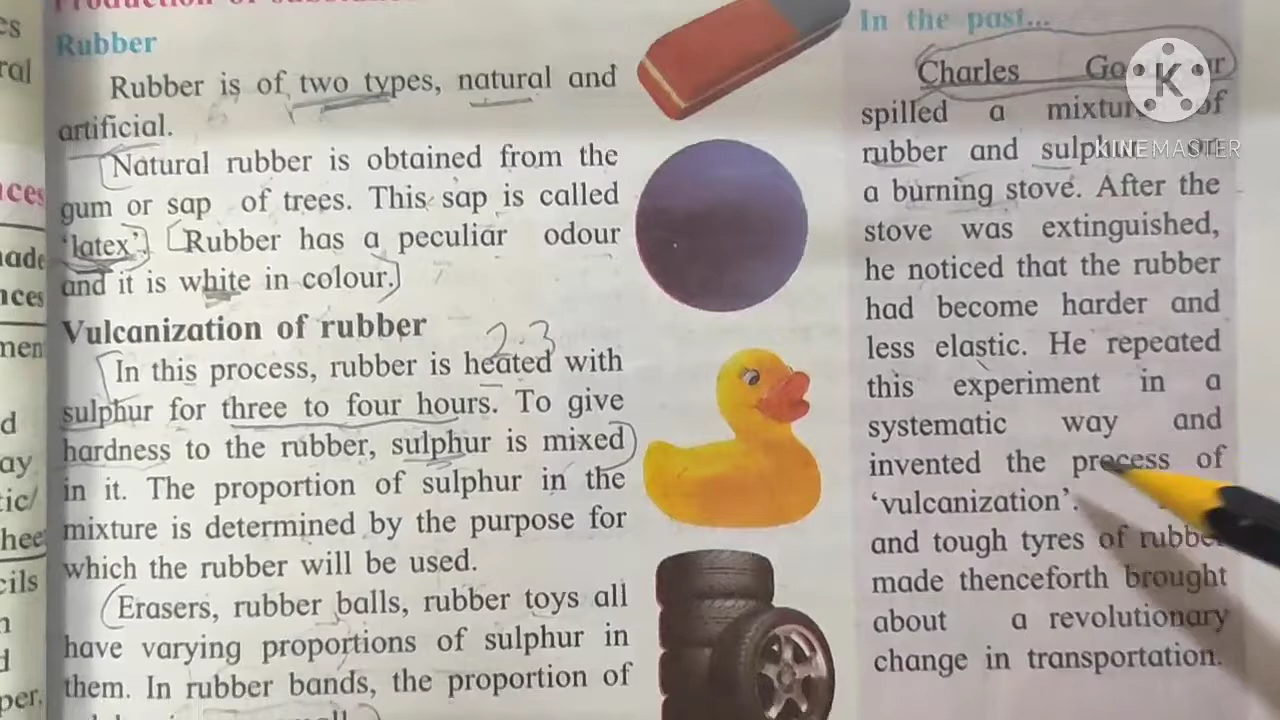 Rubber
Rubber is of two types, natural and
artificial.
Natural rubber is obtained from the
gum or sap of trees. This sap is called
‘latex’. Rubber has a peculiar odour
and it is white in colour.
Vulcanization of rubber
2-3
In this process, rubber is heated with
sulphur for three to four hours. To give
hardness to the rubber, sulphur is mixed
in it. The proportion of sulphur in the
mixture is determined by the purpose for
which the rubber will be used.
Erasers, rubber balls, rubber toys all
have varying proportions of sulphur in
them. In rubber bands, the proportion of
In the past...
Charles
spilled a mixture of
rubber and sulphur on
a burning stove. After the
stove was extinguished,
he noticed that the rubber
had become harder and
less elastic. He repeated
this experiment in a
systematic way and
invented the process of
‘vulcanization’.
and tough tyres of rubber
made thenceforth brought
about a revolutionary
change in transportation.
K
KINEMASTER